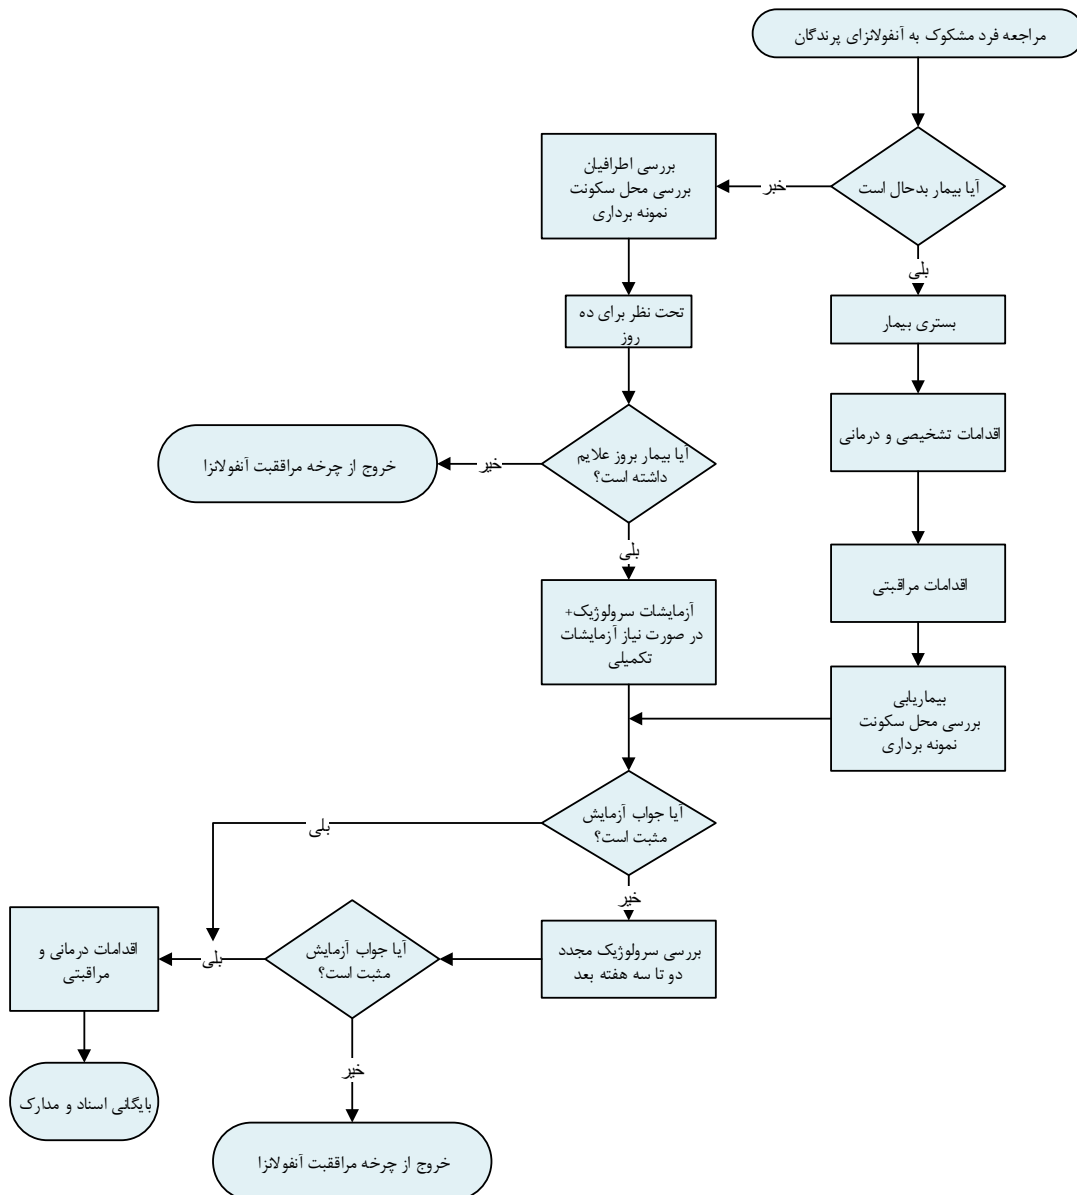 مراجعه فرد مشکوک به آنفولانزای پرندگان
آیا بیمار بدحال است
خیر
بررسی اطرافیان
بررسی محل سکونت
نمونه برداری
بلی
تحت نظر برای ده
روز
بستری بیمار
اقدامات تشخیصی و درمانی
آیا بیمار بروز علایم
داشته است؟
خیر
خروج از چرخه مراققبت آنفولانزا
بلی
اقدامات مراقبتی
آزمایشات سرولوژیک+
در صورت نیاز آزمایشات
تکمیلی
بیماریابی
بررسی محل سکونت
نمونه برداری
آیا جواب آزمایش
مثبت است؟
بلی
خیر
بررسی سرولوژیک مجدد
دو تا سه هفته بعد
آیا جواب آزمایش
مثبت است؟
بلی
اقدامات درمانی و
مراقبتی
خیر
بایگانی اسناد و مدارک
خروج از چرخه مراققبت آنفولانزا